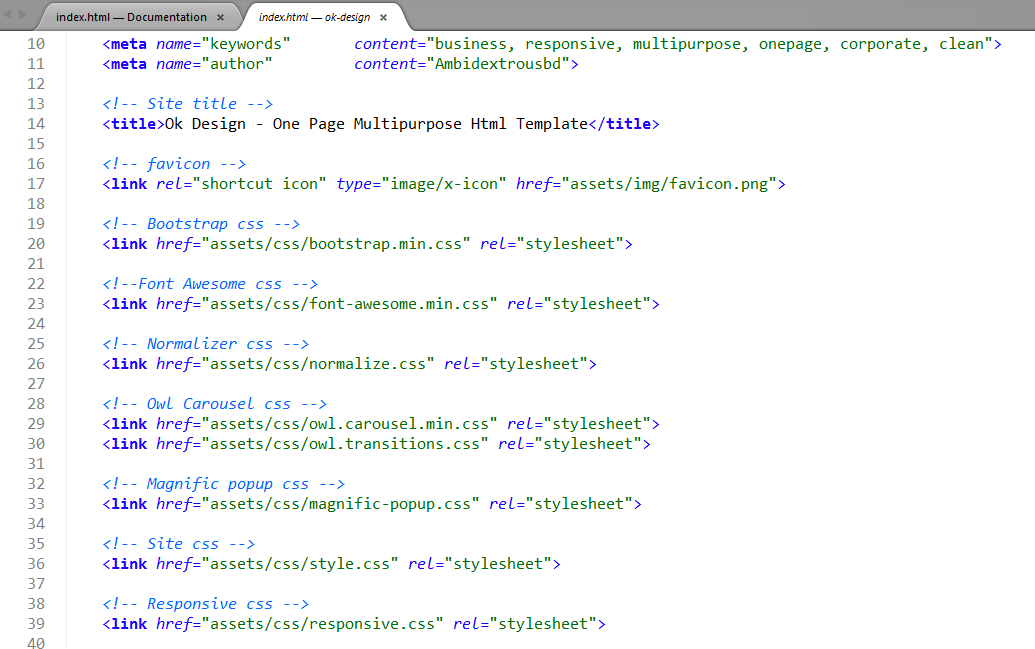 index.html — Documentation × index.html — ok-design ×
10 <meta name="keywords" content="business, responsive, multipurpose, onepage, corporate, clean">
11 <meta name="author" content="Ambidextrousbd">
12
13 <!-- Site title -->
14 <title>Ok Design - One Page Multipurpose Html Template</title>
15
16 <!-- favicon -->
17 <link rel="shortcut icon" type="image/x-icon" href="assets/img/favicon.png">
18
19 <!-- Bootstrap css -->
20 <link href="assets/css/bootstrap.min.css" rel="stylesheet">
21
22 <!--Font Awesome css -->
23 <link href="assets/css/font-awesome.min.css" rel="stylesheet">
24
25 <!-- Normalizer css -->
26 <link href="assets/css/normalize.css" rel="stylesheet">
27
28 <!-- Owl Carousel css -->
29 <link href="assets/css/owl.carousel.min.css" rel="stylesheet">
30 <link href="assets/css/owl.transitions.css" rel="stylesheet">
31
32 <!-- Magnific popup css -->
33 <link href="assets/css/magnific-popup.css" rel="stylesheet">
34
35 <!-- Site css -->
36 <link href="assets/css/style.css" rel="stylesheet">
37
38 <!-- Responsive css -->
39 <link href="assets/css/responsive.css" rel="stylesheet">
40